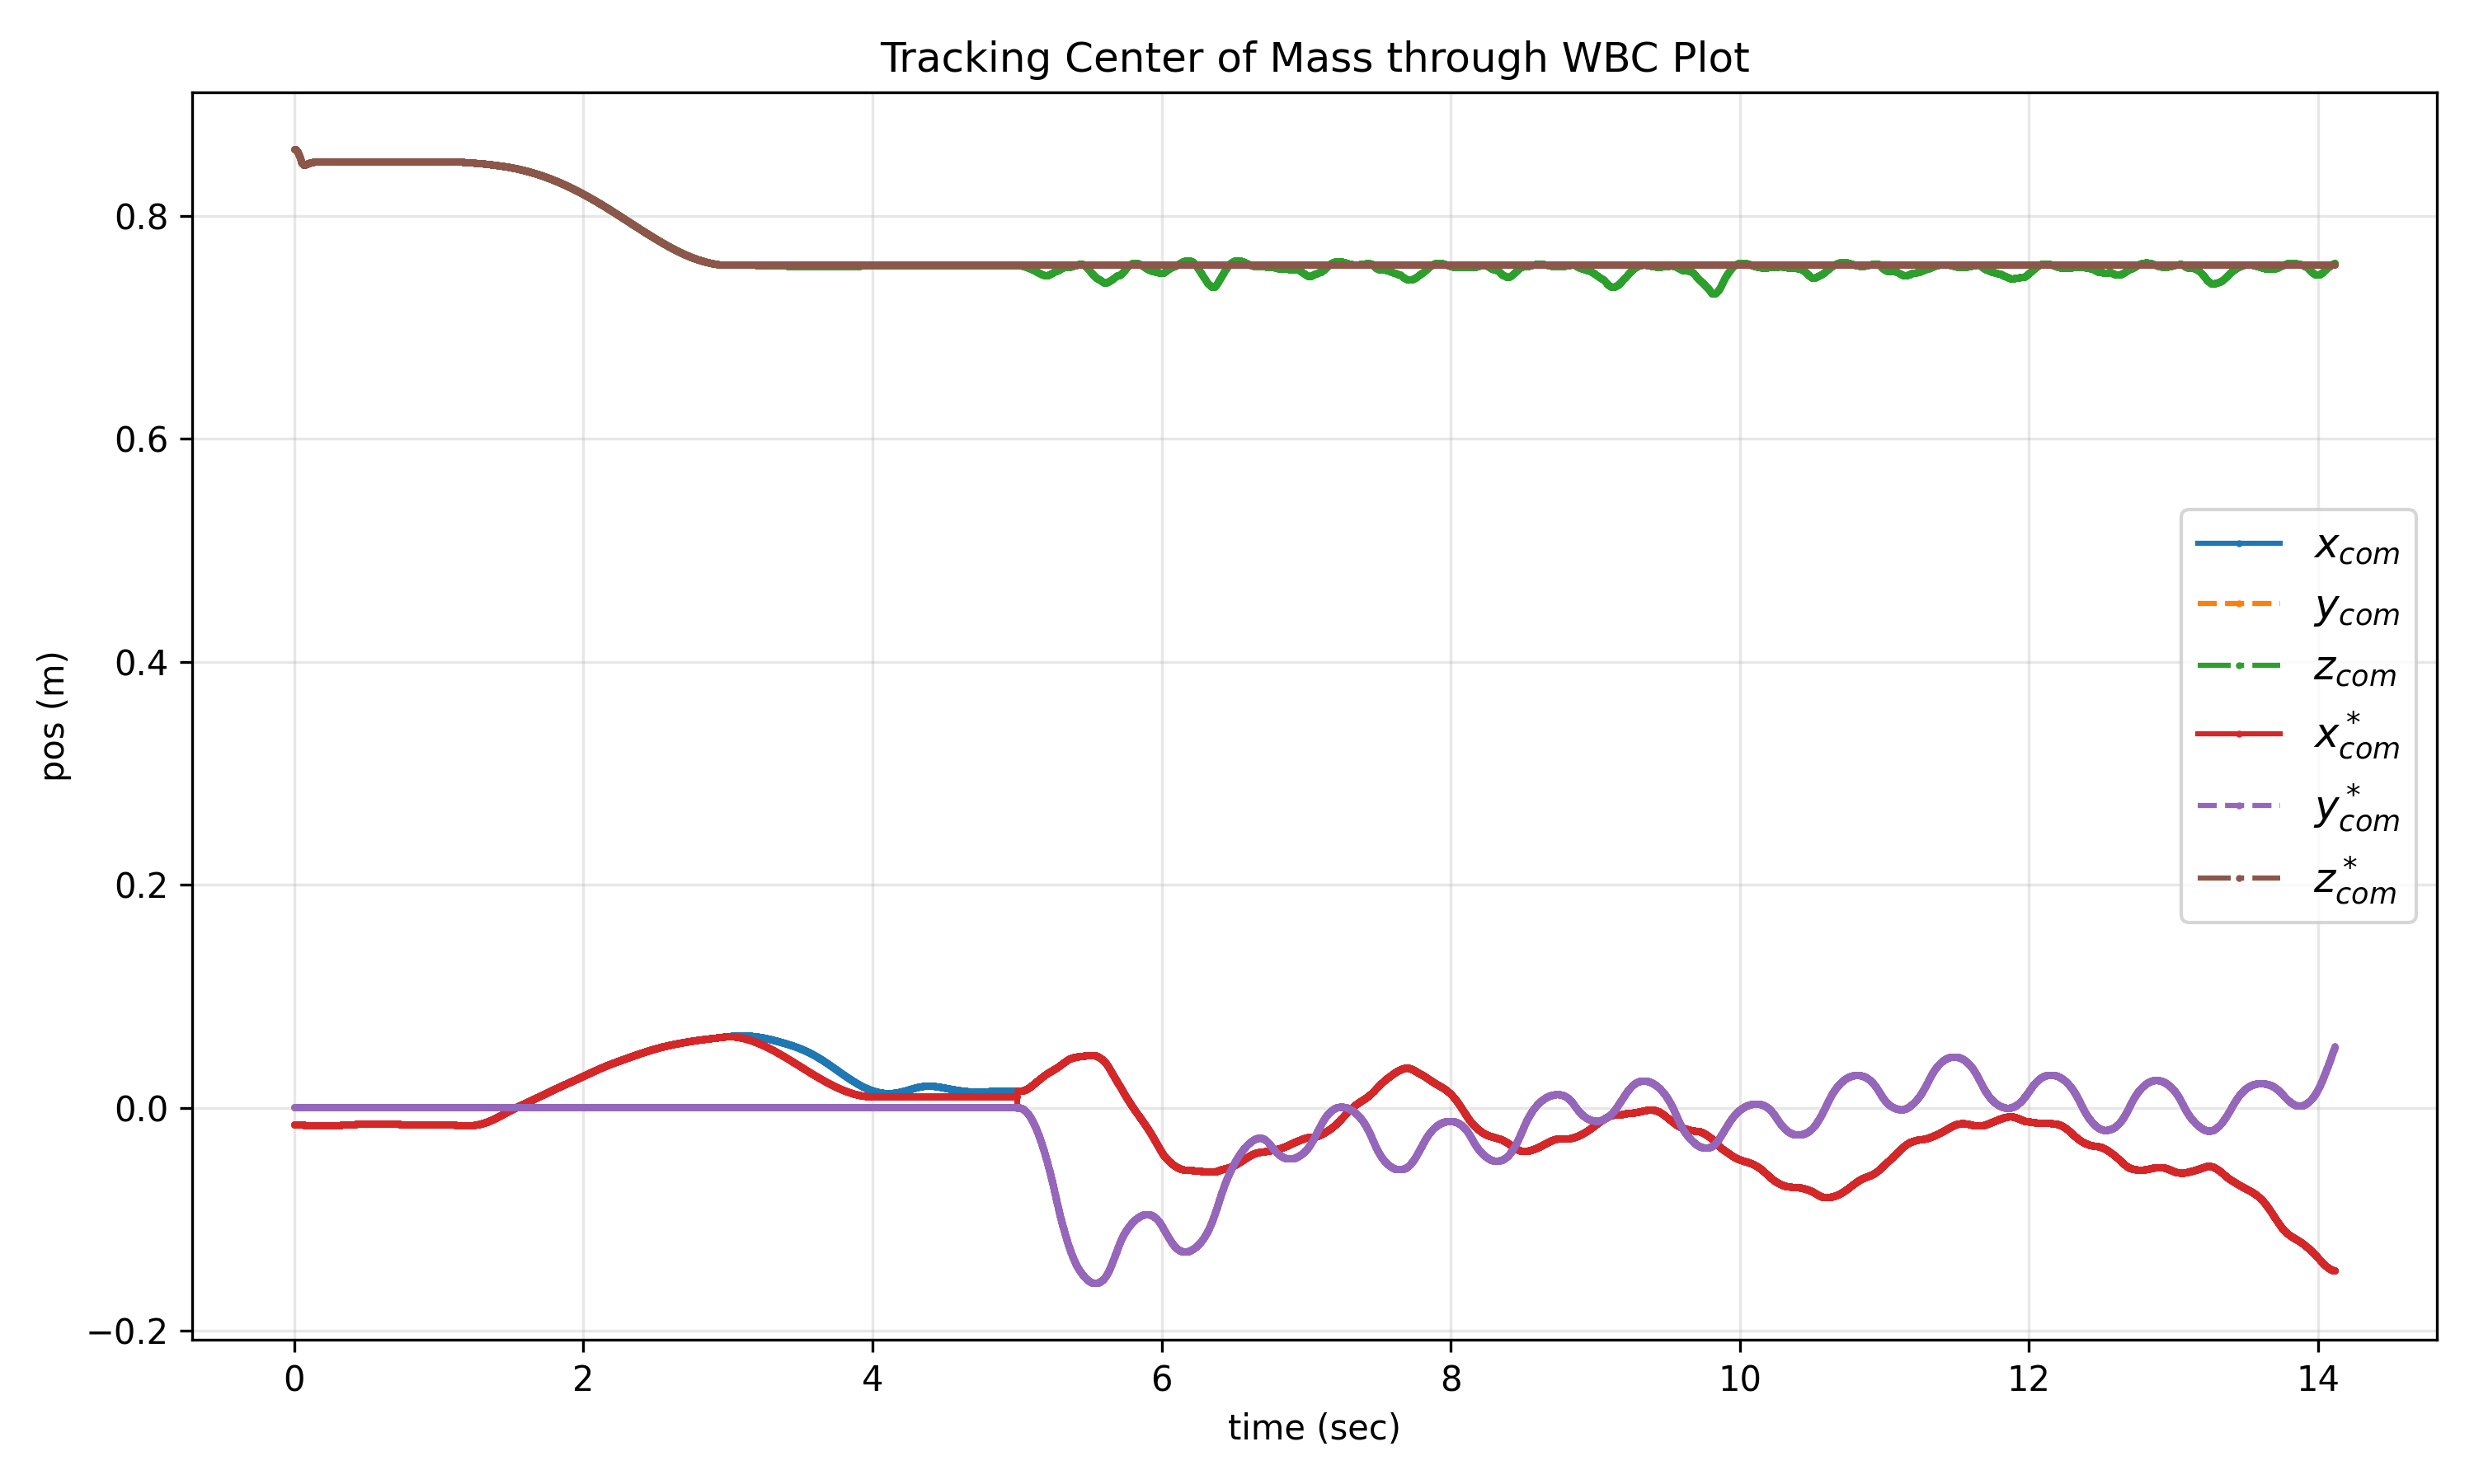 Tracking Center of Mass through WBC Plot
pos (m)
0.8
0.6
0.4
0.2
0.0
−0.2
x_com
y_com
z_com
x*_com
y*_com
z*_com
0 2 4 6 8 10 12 14
time (sec)